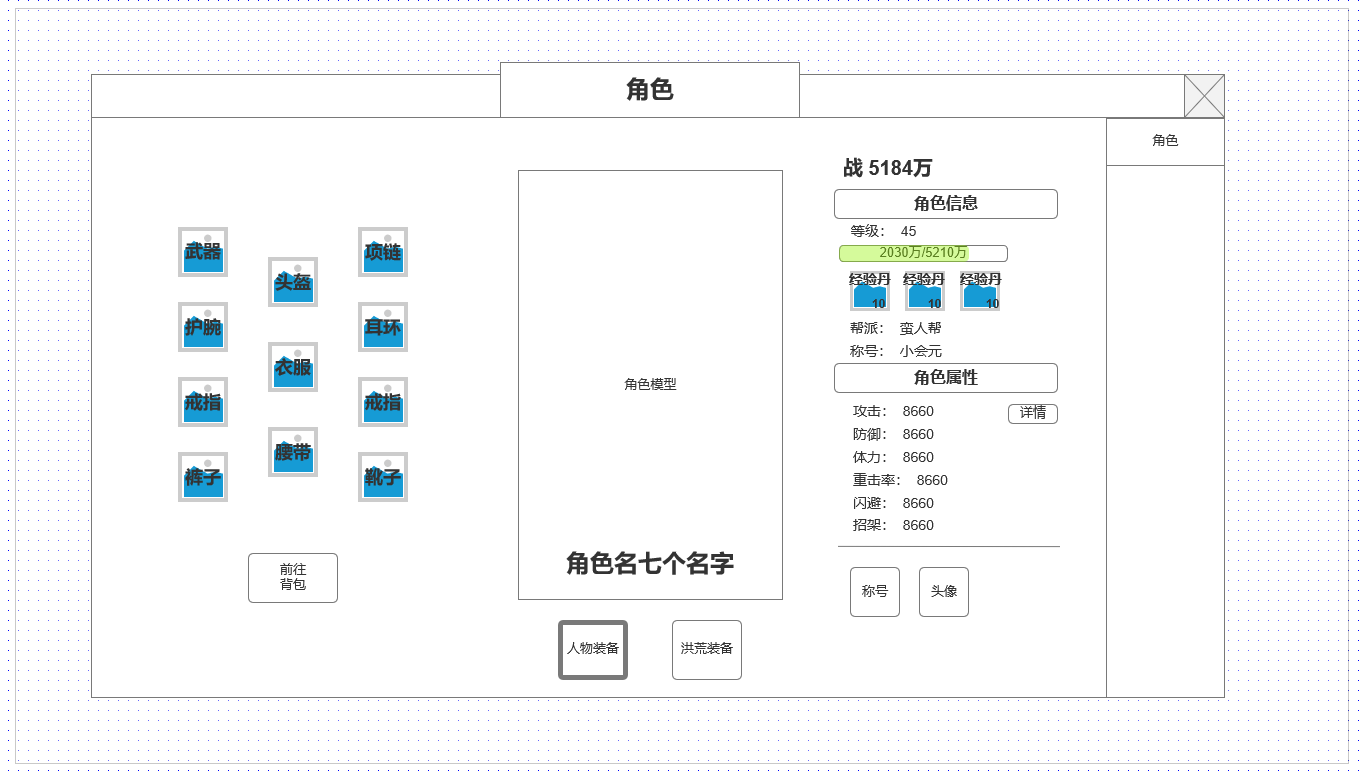 角色
角色
战 5184万
角色信息
等级： 45
2030万/5210万
经验丹 经验丹 经验丹
10 10 10
帮派： 蛮人帮
称号： 小会元
角色属性
攻击： 8660
详情
防御： 8660
体力： 8660
重击率： 8660
闪避： 8660
招架： 8660
称号 头像
武器
头盔
项链
护腕
耳环
衣服
戒指
戒指
腰带
裤子
靴子
前往
背包
角色模型
角色名七个名字
人物装备
洪荒装备